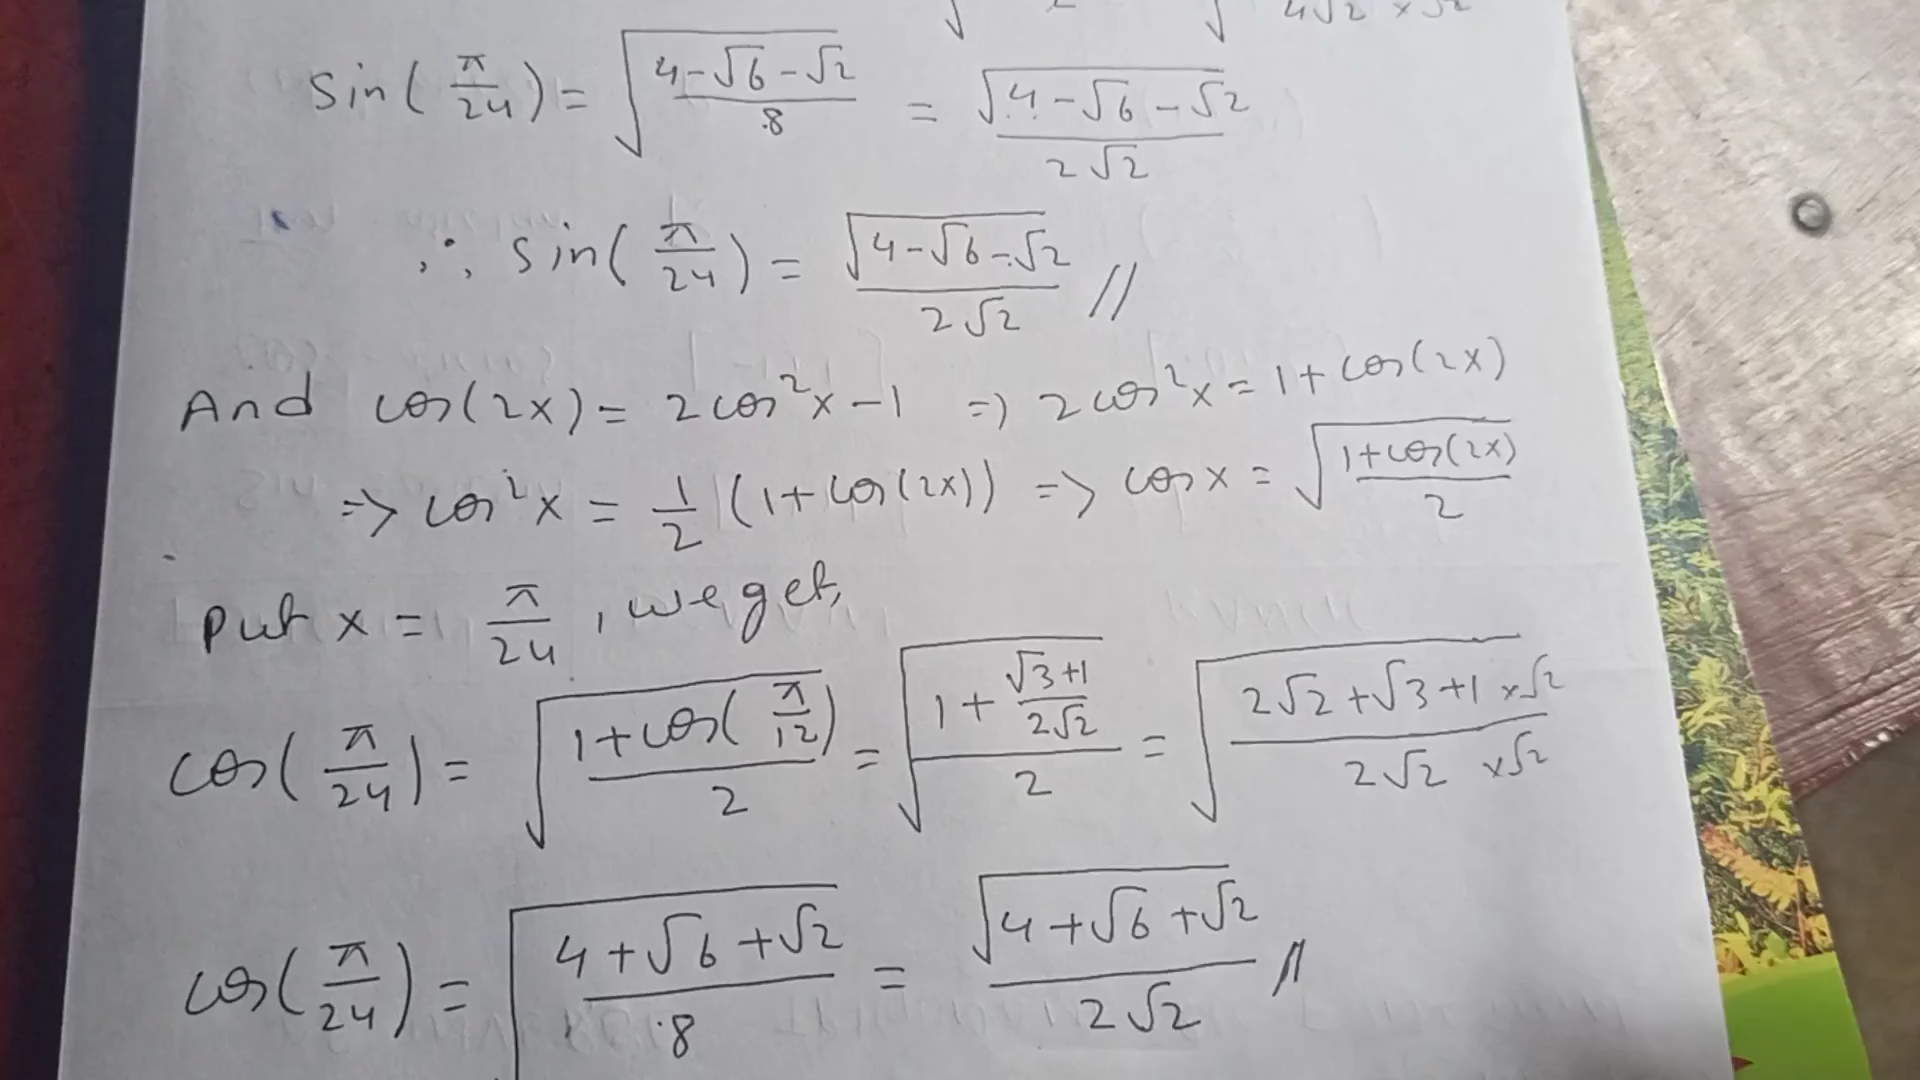 4√2 × √2
sin(π/24) = √((4-√6-√2)/8) = √(4-√6-√2)/(2√2)
∴ sin(π/24) = √(4-√6-√2)/(2√2) //
And cos(2x) = 2cos²x-1 => 2cos²x = 1+cos(2x)
=> cos²x = 1/2 (1+cos(2x)) => cos x = √((1+cos(2x))/2)
Put x = π/24, we get,
cos(π/24) = √((1+cos(π/12))/2) = √((1+(√3+1)/(2√2))/2) = √((2√2+√3+1 ×√2)/(2√2 ×√2))
cos(π/24) = √((4+√6+√2)/8) = √(4+√6+√2)/(2√2) //